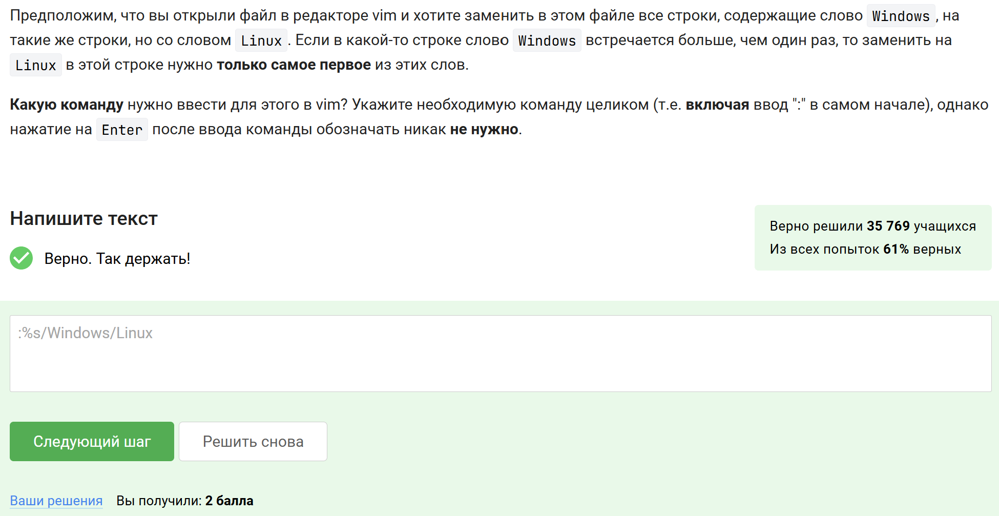 Предположим, что вы открыли файл в редакторе vim и хотите заменить в этом файле все строки, содержащие слово Windows, на
такие же строки, но со словом Linux. Если в какой-то строке слово Windows встречается больше, чем один раз, то заменить на
Linux в этой строке нужно только самое первое из этих слов.
Какую команду нужно ввести для этого в vim? Укажите необходимую команду целиком (т.е. включая ввод ":" в самом начале), однако
нажатие на Enter после ввода команды обозначать никак не нужно.
Напишите текст
Верно решили 35 769 учащихся
Из всех попыток 61% верных
Верно. Так держать!
:%s/Windows/Linux
Следующий шаг Решить снова
Ваши решения Вы получили: 2 балла